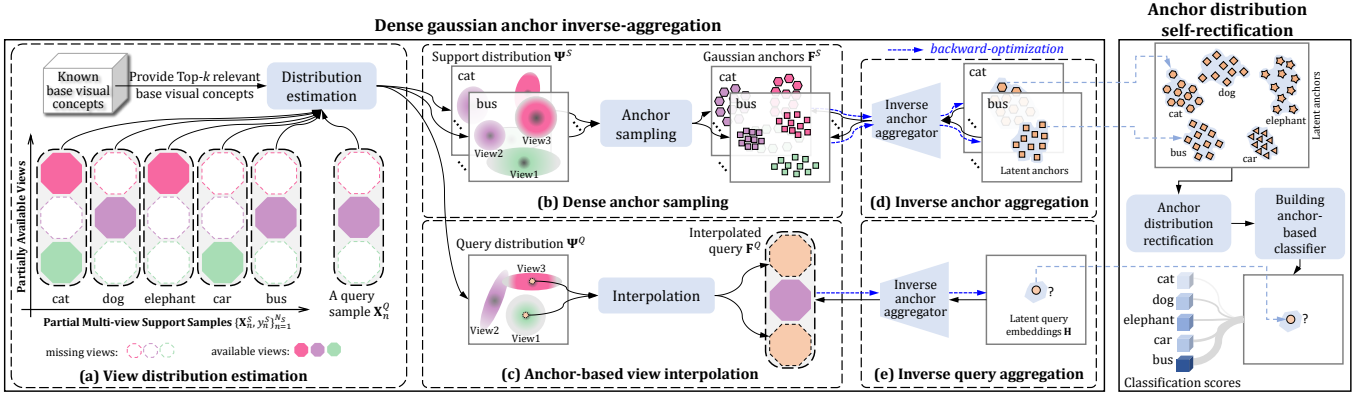 Dense gaussian anchor inverse-aggregation
Anchor distribution
self-rectification
Known
base visual
concepts
Provide Top-k relevant
base visual concepts
Distribution
estimation
Partially Available Views
cat
dog
elephant
car
bus
A query
sample X_n^Q
Partial Multi-view Support Samples {X_n^S, y_n^S}_{n=1}^{N_S}
missing views:
available views:
(a) View distribution estimation
Support distribution Ψ^S
cat
bus
View3
View2
View1
Anchor
sampling
Gaussian anchors F^S
cat
bus
(b) Dense anchor sampling
Query distribution Ψ^Q
View3
View2
View1
Interpolation
Interpolated
query F^Q
(c) Anchor-based view interpolation
backward-optimization
Inverse
anchor
aggregator
cat
bus
Latent anchors
(d) Inverse anchor aggregation
Inverse
anchor
aggregator
?
Latent query
embeddings H
(e) Inverse query aggregation
cat
dog
elephant
bus
car
Latent anchors
Anchor
distribution
rectification
Building
anchor-
based
classifier
cat
dog
elephant
car
bus
?
Classification scores